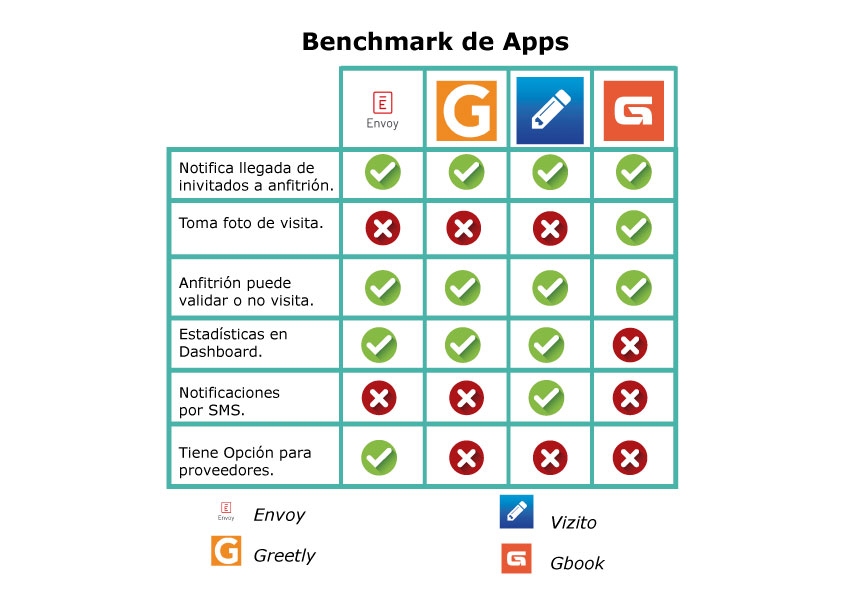 Benchmark de Apps
Envoy
Notifica llegada de
inivitados a anfitrión.
Toma foto de visita.
Anfitrión puede
validar o no visita.
Estadísticas en
Dashboard.
Notificaciones
por SMS.
Tiene Opción para
proveedores.
Envoy
Envoy
Vizito
Greetly
Gbook